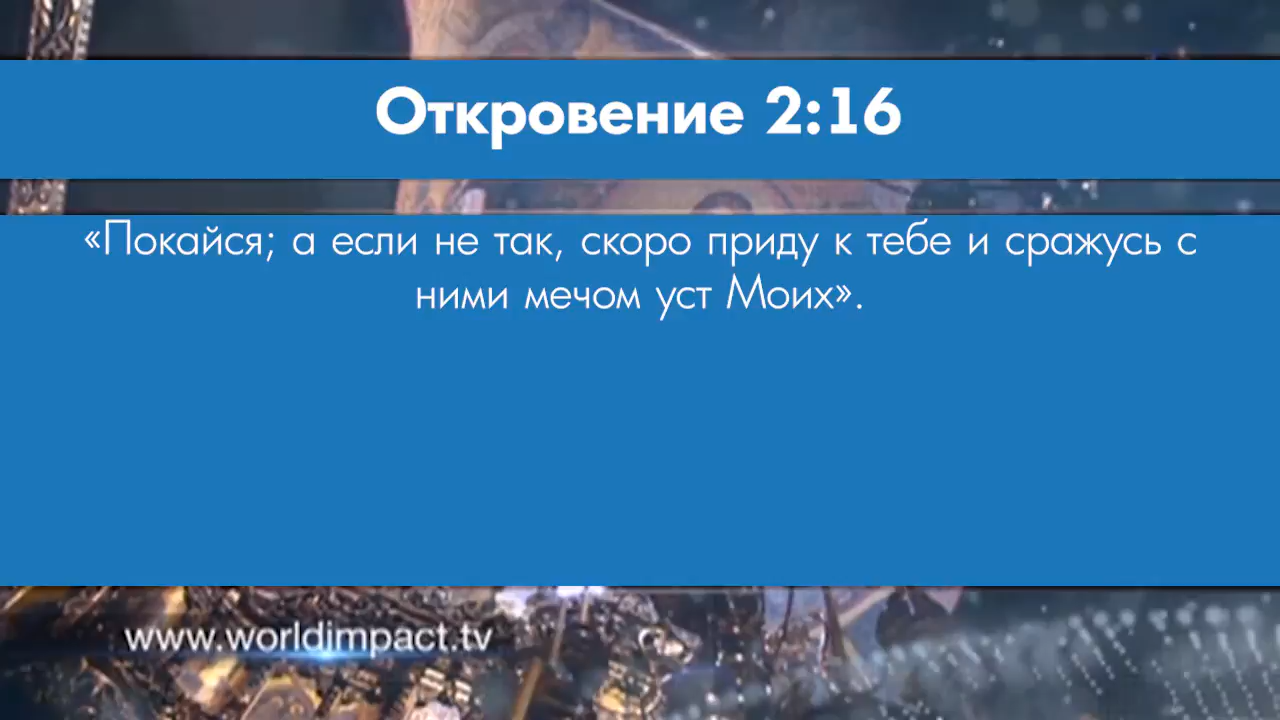 Откровение 2:16
«Покайся; а если не так, скоро приду к тебе и сражусь с
ними мечом уст Моих».
www.worldimpact.tv